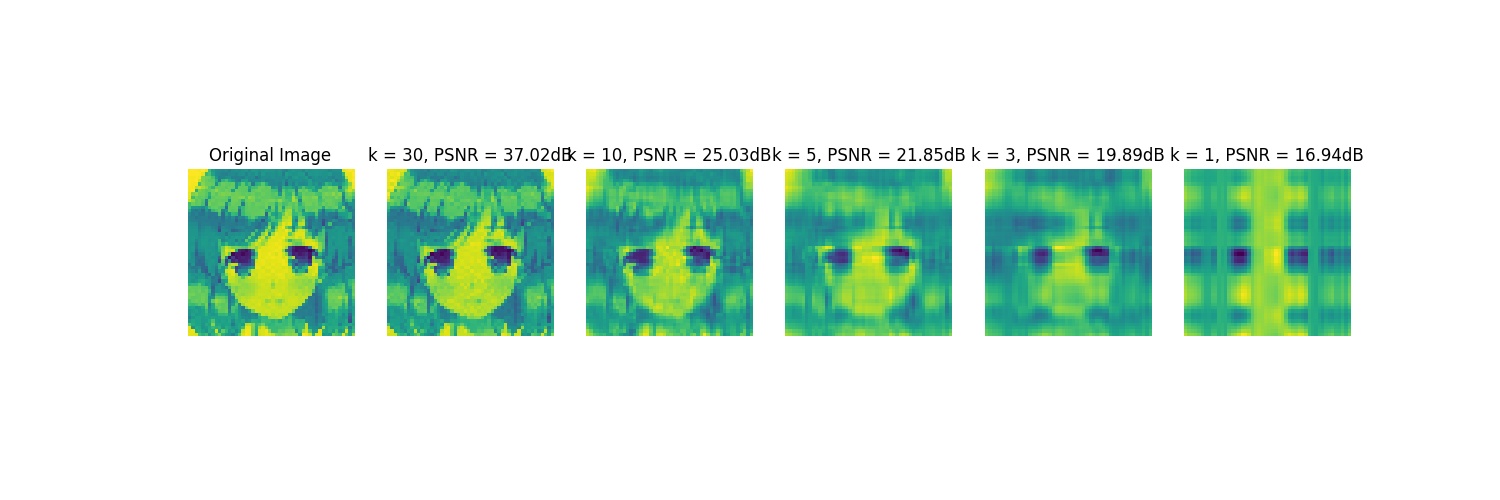 Original Image
k = 30, PSNR = 37.02dB
k = 10, PSNR = 25.03dB
k = 5, PSNR = 21.85dB
k = 3, PSNR = 19.89dB
k = 1, PSNR = 16.94dB